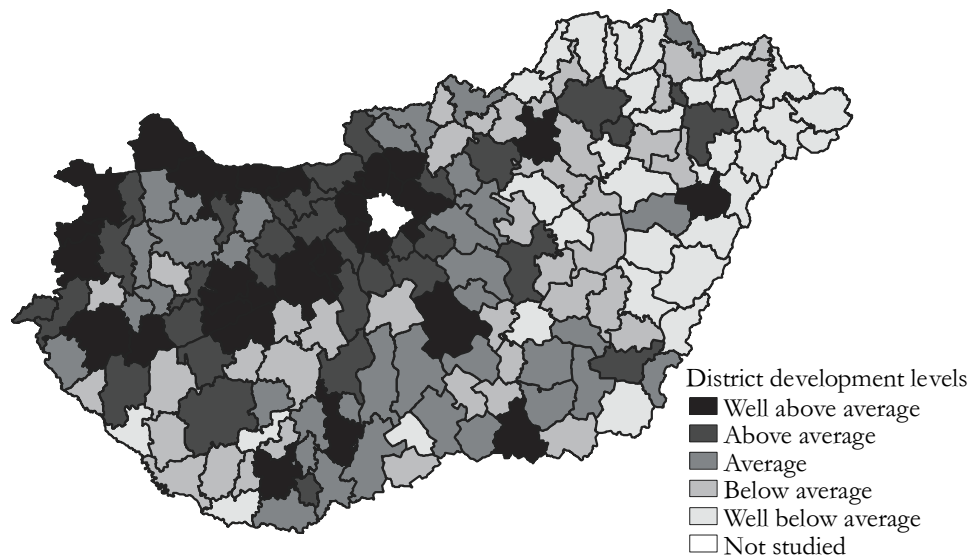 District development levels
Well above average
Above average
Average
Below average
Well below average
Not studied